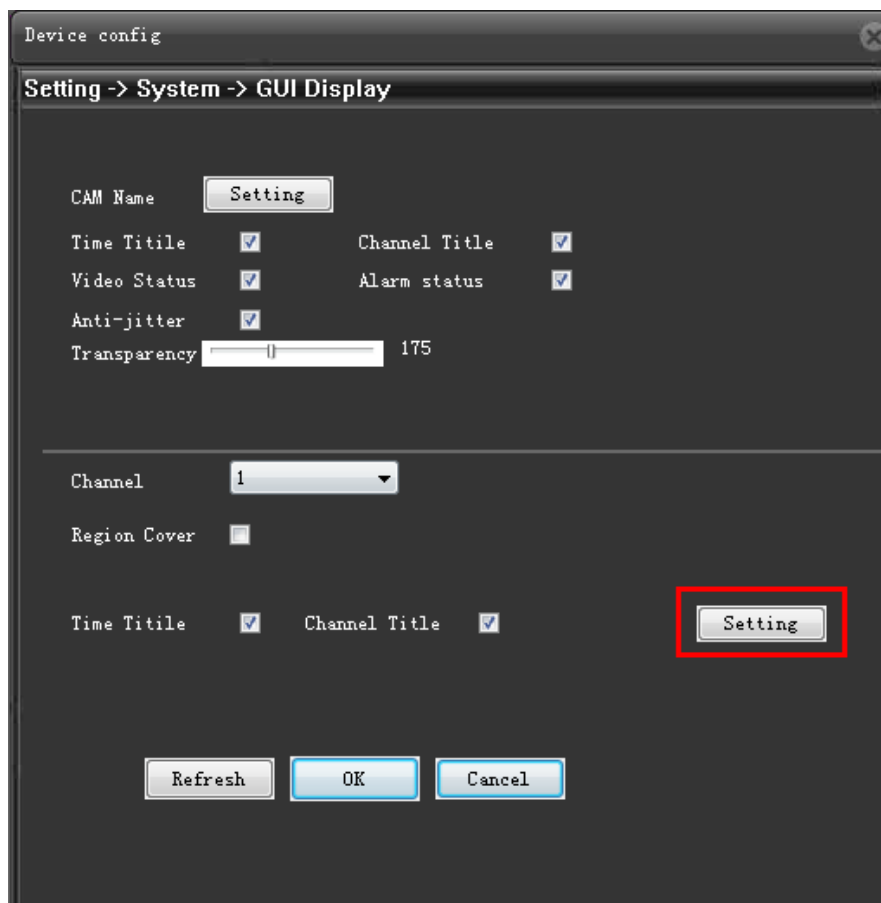 Device config
Setting -> System -> GUI Display
CAM Name Setting
Time Titile Channel Title
Video Status Alarm status
Anti-jitter
Transparency 175
Channel 1
Region Cover
Time Titile Channel Title Setting
Refresh OK Cancel